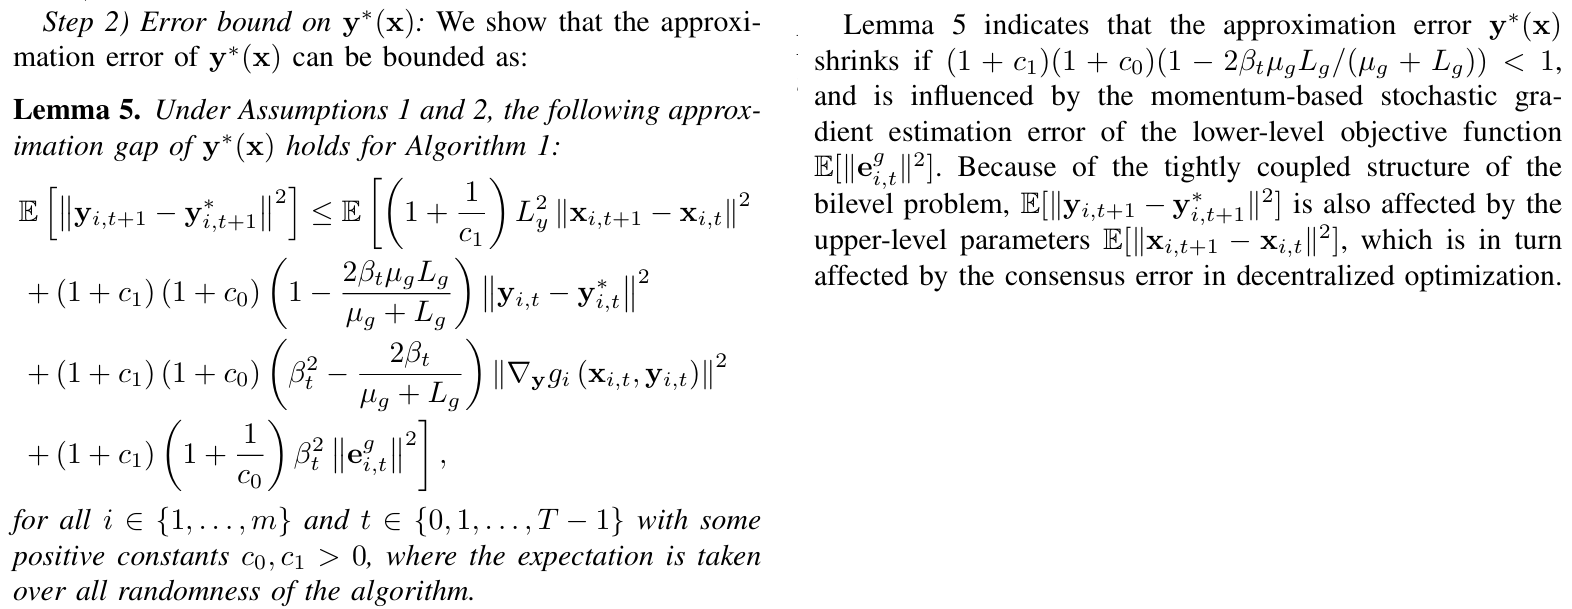 Step 2) Error bound on $\mathbf{y}^*(\mathbf{x})$: We show that the approxi-
mation error of $\mathbf{y}^*(\mathbf{x})$ can be bounded as:
Lemma 5. Under Assumptions 1 and 2, the following approx-
imation gap of $\mathbf{y}^*(\mathbf{x})$ holds for Algorithm 1:
$\mathbb{E}\left[\left\|\mathbf{y}_{i,t+1} - \mathbf{y}^*_{i,t+1}\right\|^2\right] \leq \mathbb{E}\left[\left(1 + \frac{1}{c_1}\right) L_y^2 \left\|\mathbf{x}_{i,t+1} - \mathbf{x}_{i,t}\right\|^2\right.$
$+ (1 + c_1)(1 + c_0)\left(1 - \frac{2\beta_t \mu_g L_g}{\mu_g + L_g}\right)\left\|\mathbf{y}_{i,t} - \mathbf{y}^*_{i,t}\right\|^2$
$+ (1 + c_1)(1 + c_0)\left(\beta_t^2 - \frac{2\beta_t}{\mu_g + L_g}\right)\left\|\nabla_{\mathbf{y}} g_i(\mathbf{x}_{i,t}, \mathbf{y}_{i,t})\right\|^2$
$\left.+ (1 + c_1)\left(1 + \frac{1}{c_0}\right)\beta_t^2 \left\|\mathbf{e}^g_{i,t}\right\|^2\right],$
for all $i \in \{1, \ldots, m\}$ and $t \in \{0, 1, \ldots, T - 1\}$ with some
positive constants $c_0, c_1 > 0$, where the expectation is taken
over all randomness of the algorithm.
Lemma 5 indicates that the approximation error $\mathbf{y}^*(\mathbf{x})$
shrinks if $(1 + c_1)(1 + c_0)(1 - 2\beta_t \mu_g L_g/(\mu_g + L_g)) < 1$,
and is influenced by the momentum-based stochastic gra-
dient estimation error of the lower-level objective function
$\mathbb{E}[\|\mathbf{e}^g_{i,t}\|^2]$. Because of the tightly coupled structure of the
bilevel problem, $\mathbb{E}[\|\mathbf{y}_{i,t+1} - \mathbf{y}^*_{i,t+1}\|^2]$ is also affected by the
upper-level parameters $\mathbb{E}[\|\mathbf{x}_{i,t+1} - \mathbf{x}_{i,t}\|^2]$, which is in turn
affected by the consensus error in decentralized optimization.